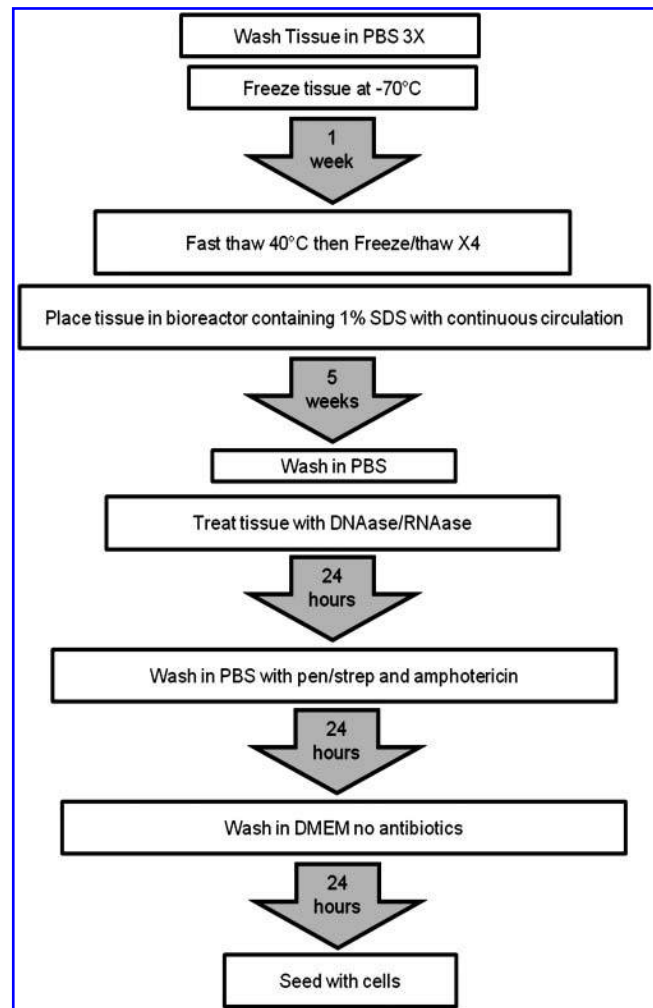 Wash Tissue in PBS 3X
Freeze tissue at -70°C
1
week
Fast thaw 40°C then Freeze/thaw X4
Place tissue in bioreactor containing 1% SDS with continuous circulation
5
weeks
Wash in PBS
Treat tissue with DNAase/RNAase
24
hours
Wash in PBS with pen/strep and amphotericin
24
hours
Wash in DMEM no antibiotics
24
hours
Seed with cells